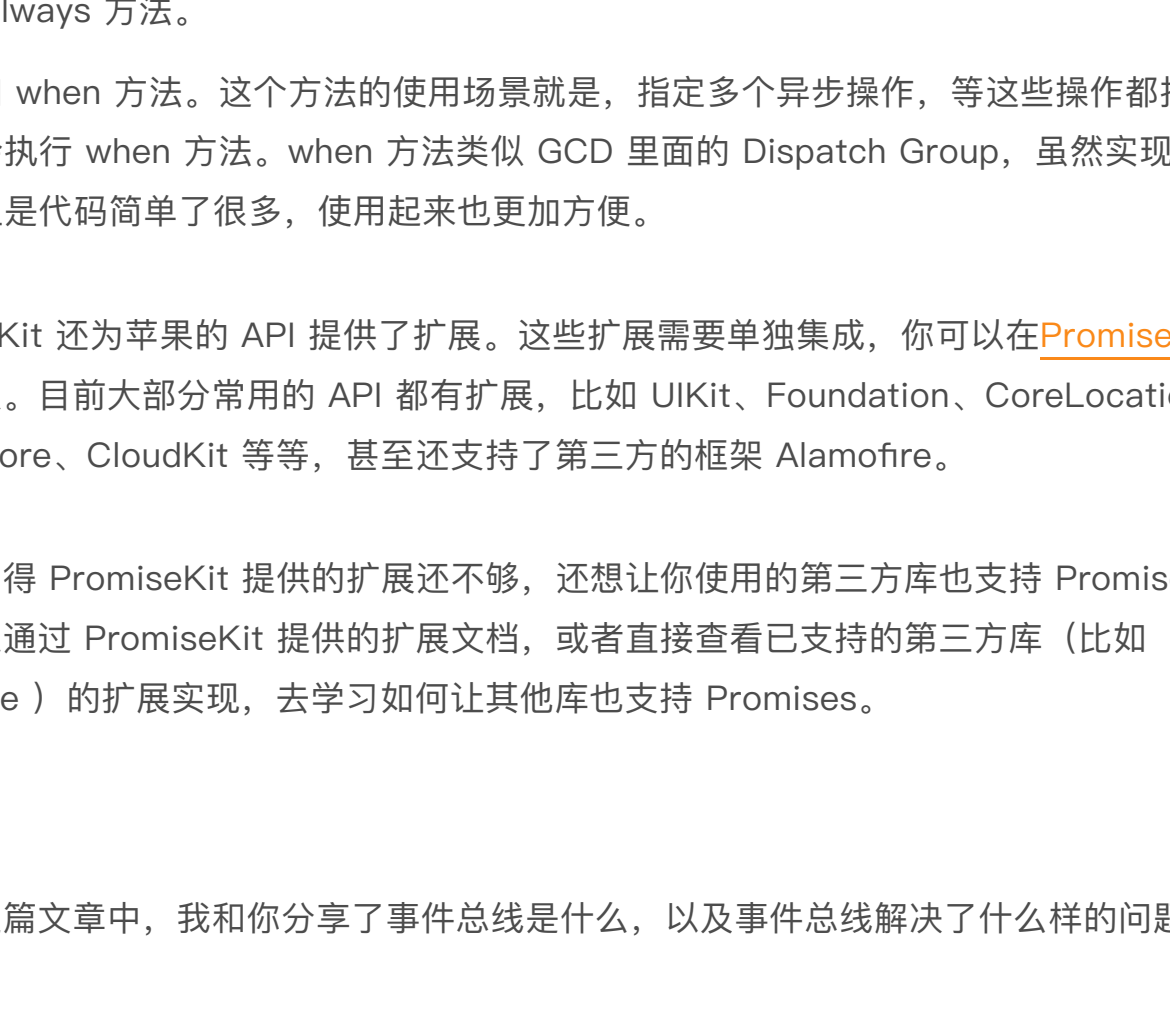 lways 方法。
when 方法。这个方法的使用场景就是，指定多个异步操作，等这些操作都
执行 when 方法。when 方法类似 GCD 里面的 Dispatch Group，虽然实现
是代码简单了很多，使用起来也更加方便。
Kit 还为苹果的 API 提供了扩展。这些扩展需要单独集成，你可以在Promise
。目前大部分常用的 API 都有扩展，比如 UIKit、Foundation、CoreLocati
ore、CloudKit 等等，甚至还支持了第三方的框架 Alamofire。
得 PromiseKit 提供的扩展还不够，还想让你使用的第三方库也支持 Promis
通过 PromiseKit 提供的扩展文档，或者直接查看已支持的第三方库（比如
e ）的扩展实现，去学习如何让其他库也支持 Promises。
篇文章中，我和你分享了事件总线是什么，以及事件总线解决了什么样的问题